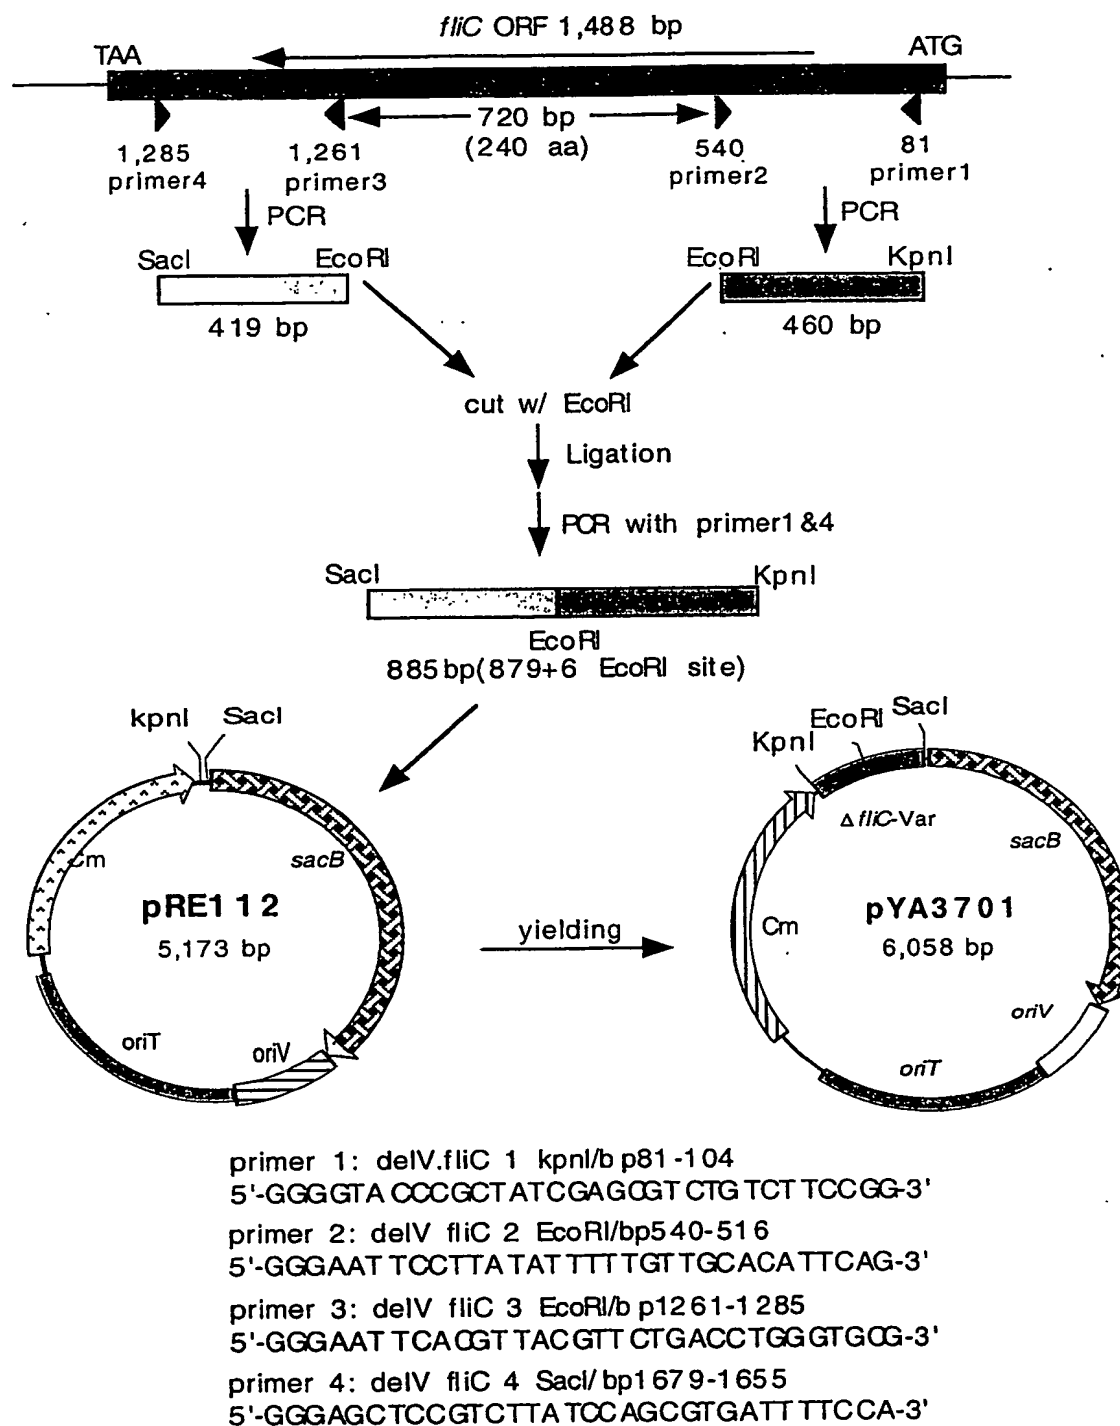 fliC ORF 1,488 bp
TAA
ATG
720 bp
(240 aa)
1,285
primer4
1,261
primer3
540
primer2
81
primer1
PCR
PCR
SacI
EcoRI
EcoRI
KpnI
419 bp
460 bp
cut w/ EcoRI
Ligation
PCR with primer1&4
SacI
KpnI
EcoRI
885bp(879+6 EcoRI site)
kpnI
SacI
Cm
sacB
pRE112
5,173 bp
oriT
oriV
yielding
KpnI
EcoRI
SacI
ΔfliC-Var
sacB
Cm
pYA3701
6,058 bp
oriV
oriT
primer 1: delV.fliC 1 kpnI/bp81-104
5'-GGGGTACCCGCTATCGAGCGTCTGTCTTCCGG-3'
primer 2: delV fliC 2 EcoRI/bp540-516
5'-GGGAATTCCTTATATTTTTGTTGCACATTCAG-3'
primer 3: delV fliC 3 EcoRI/bp1261-1285
5'-GGGAATTCACGTTACGTTCTGACCTGGGTGCG-3'
primer 4: delV fliC 4 SacI/bp1679-1655
5'-GGGAGCTCCGTCTTATCCAGCGTGATTTTTCCA-3'